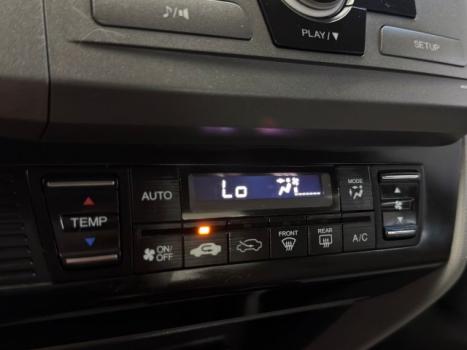 PLAY/
SETUP
AUTO
Lo
MODE
TEMP
ON/
OFF
FRONT
REAR
A/C